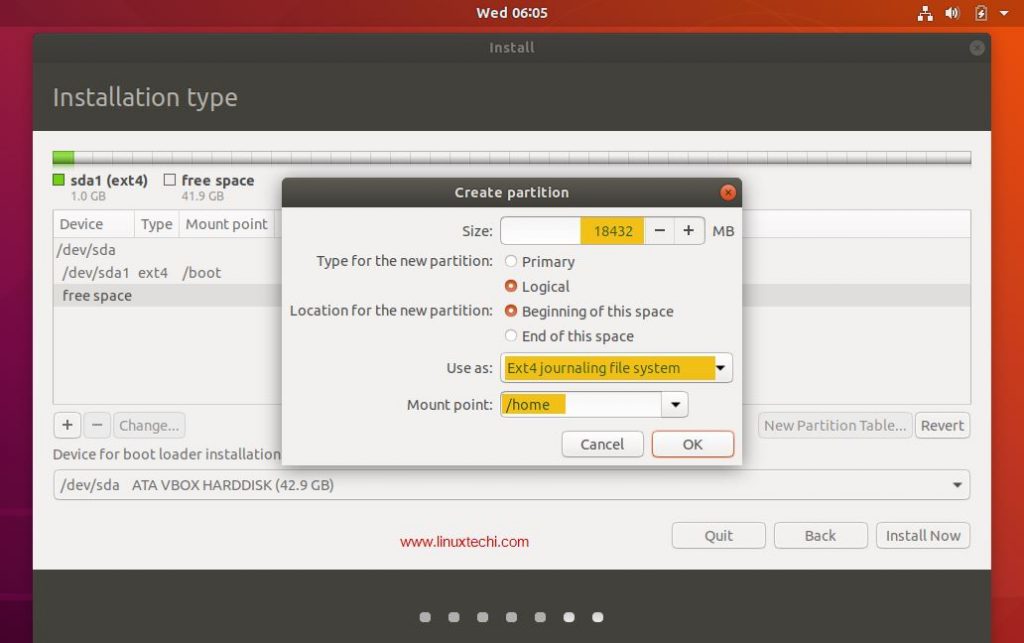 Wed 06:05
Install
Installation type
sda1 (ext4) free space
1.0 GB 41.9 GB
Create partition
Size: 18432 MB
Type for the new partition: Primary
Logical
Location for the new partition: Beginning of this space
End of this space
Use as: Ext4 journaling file system
Mount point: /home
Cancel OK
Device Type Mount point
/dev/sda
/dev/sda1 ext4 /boot
free space
+ − Change... New Partition Table... Revert
Device for boot loader installation
/dev/sda ATA VBOX HARDDISK (42.9 GB)
www.linuxtechi.com
Quit Back Install Now